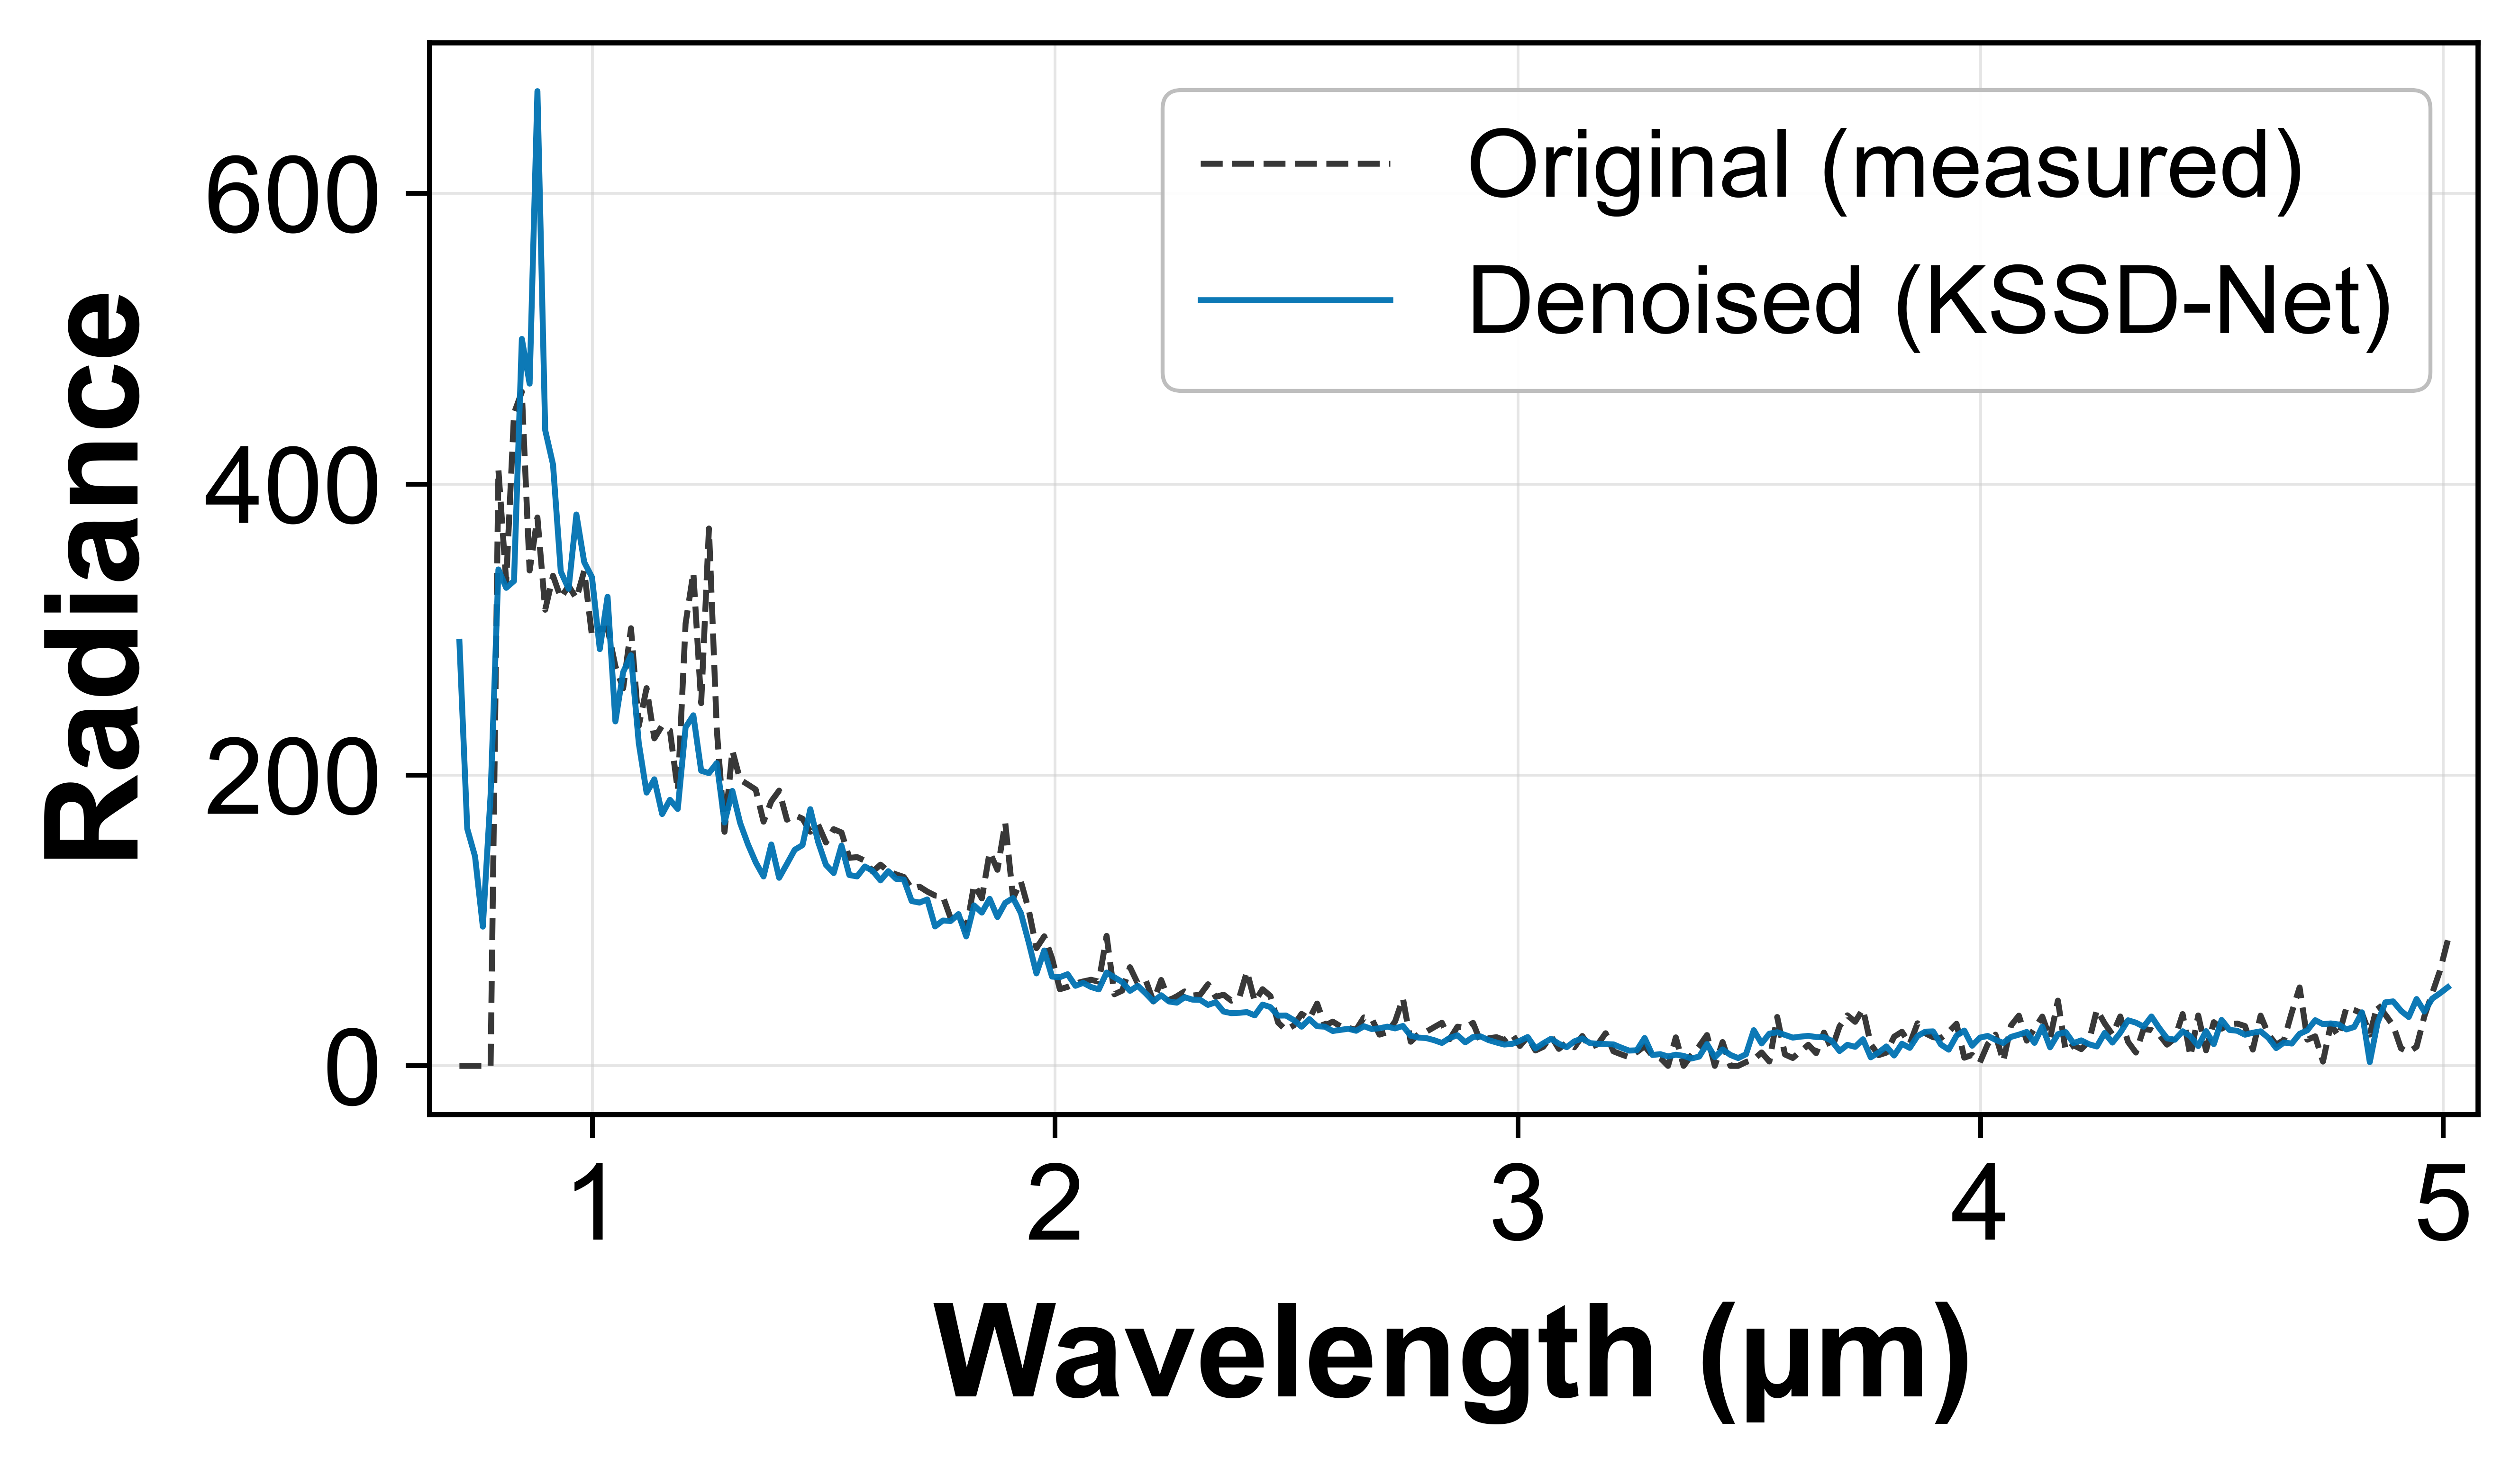 Original (measured)
Denoised (KSSD-Net)
Radiance
600
400
200
0
1 2 3 4 5
Wavelength (µm)